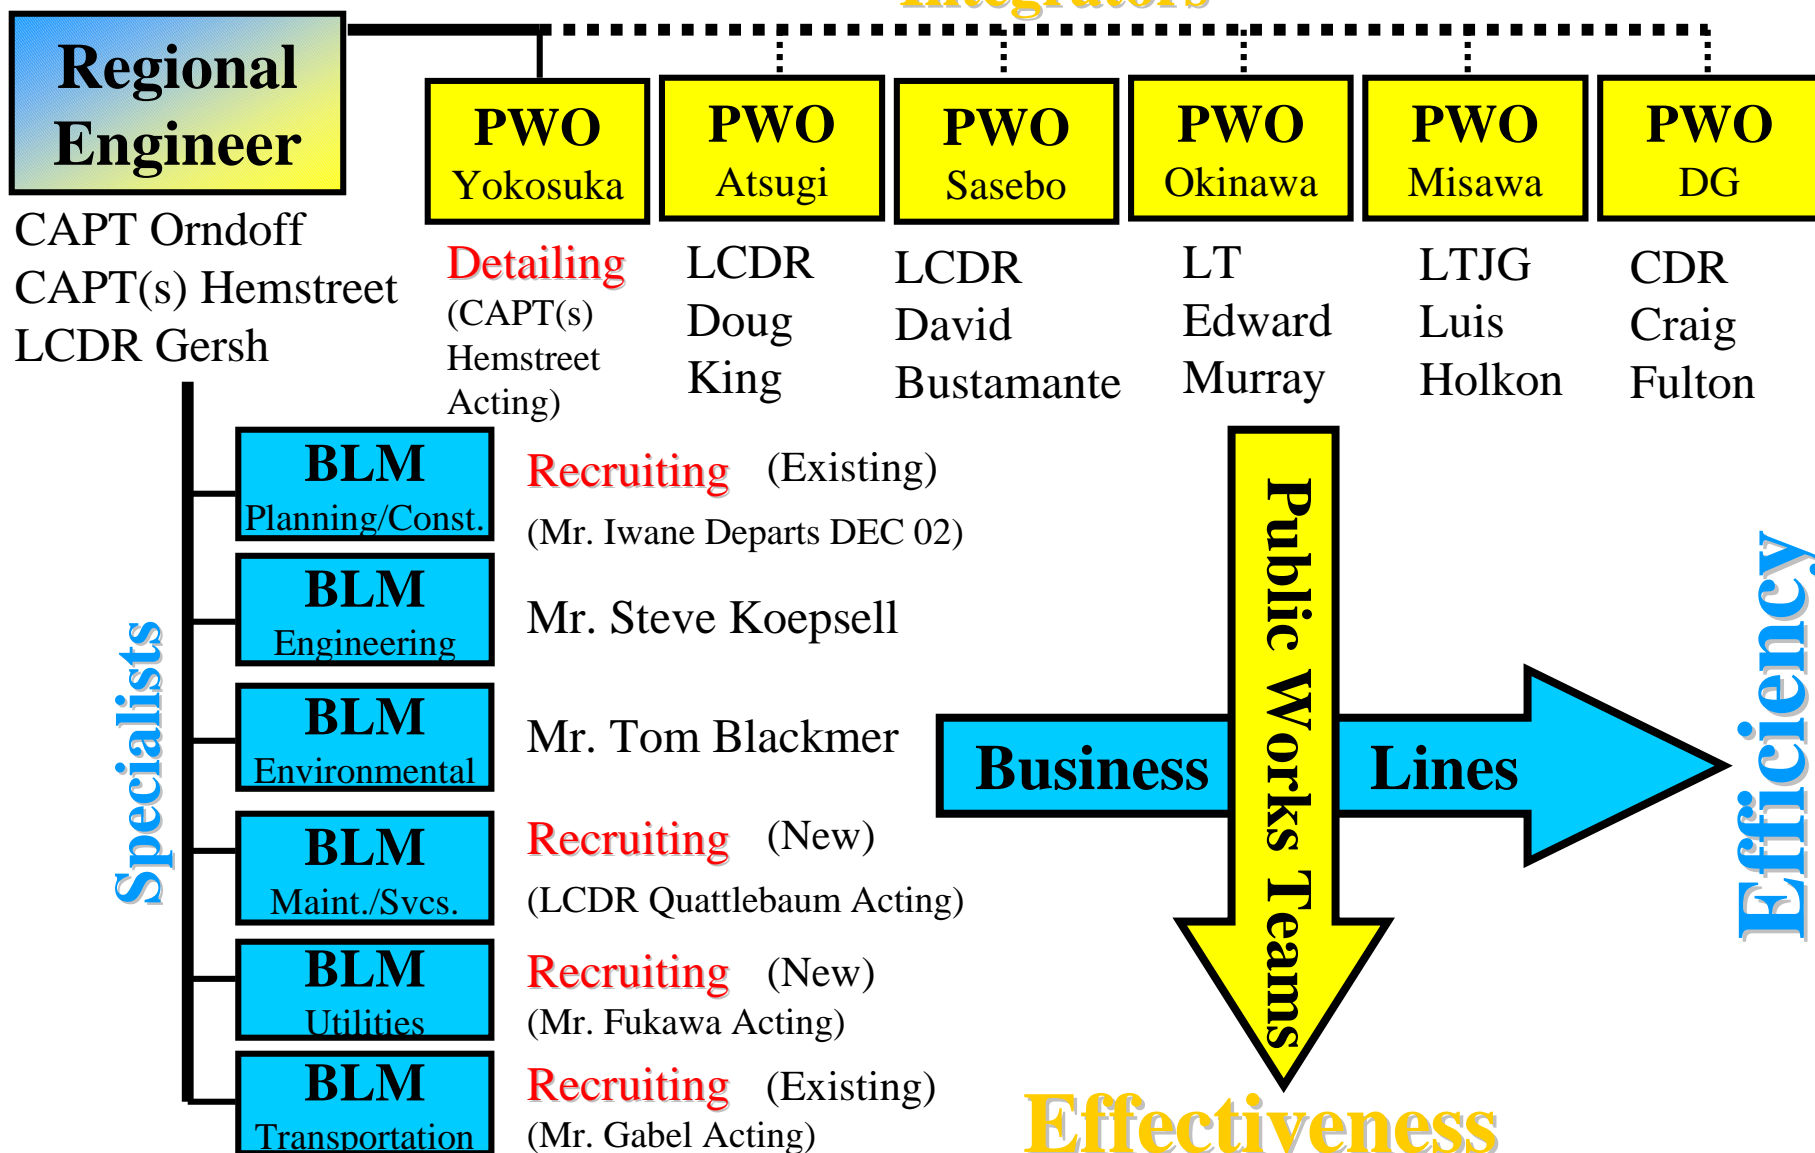 Integrators
Regional
Engineer
CAPT Orndoff
CAPT(s) Hemstreet
LCDR Gersh
PWO
Yokosuka
Detailing
(CAPT(s)
Hemstreet
Acting)
PWO
Atsugi
LCDR
Doug
King
PWO
Sasebo
LCDR
David
Bustamante
PWO
Okinawa
LT
Edward
Murray
PWO
Misawa
LTJG
Luis
Holkon
PWO
DG
CDR
Craig
Fulton
Specialists
BLM
Planning/Const.
Recruiting (Existing)
(Mr. Iwane Departs DEC 02)
BLM
Engineering
Mr. Steve Koepsell
BLM
Environmental
Mr. Tom Blackmer
BLM
Maint./Svcs.
Recruiting (New)
(LCDR Quattlebaum Acting)
BLM
Utilities
Recruiting (New)
(Mr. Fukawa Acting)
BLM
Transportation
Recruiting (Existing)
(Mr. Gabel Acting)
Public Works Teams
Business Lines
Efficiency
Effectiveness